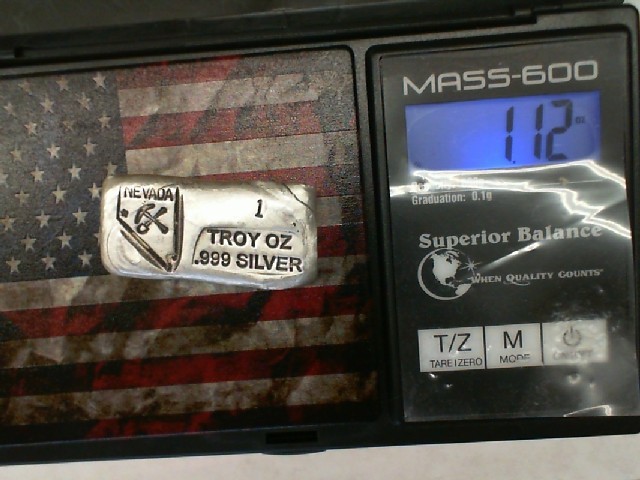 MASS-600
1.12
NEVADA
1
TROY OZ
.999 SILVER
Graduation: 0.1g
Superior Balance
WHEN QUALITY COUNTS
T/Z
TARE/ZERO
M
MODE